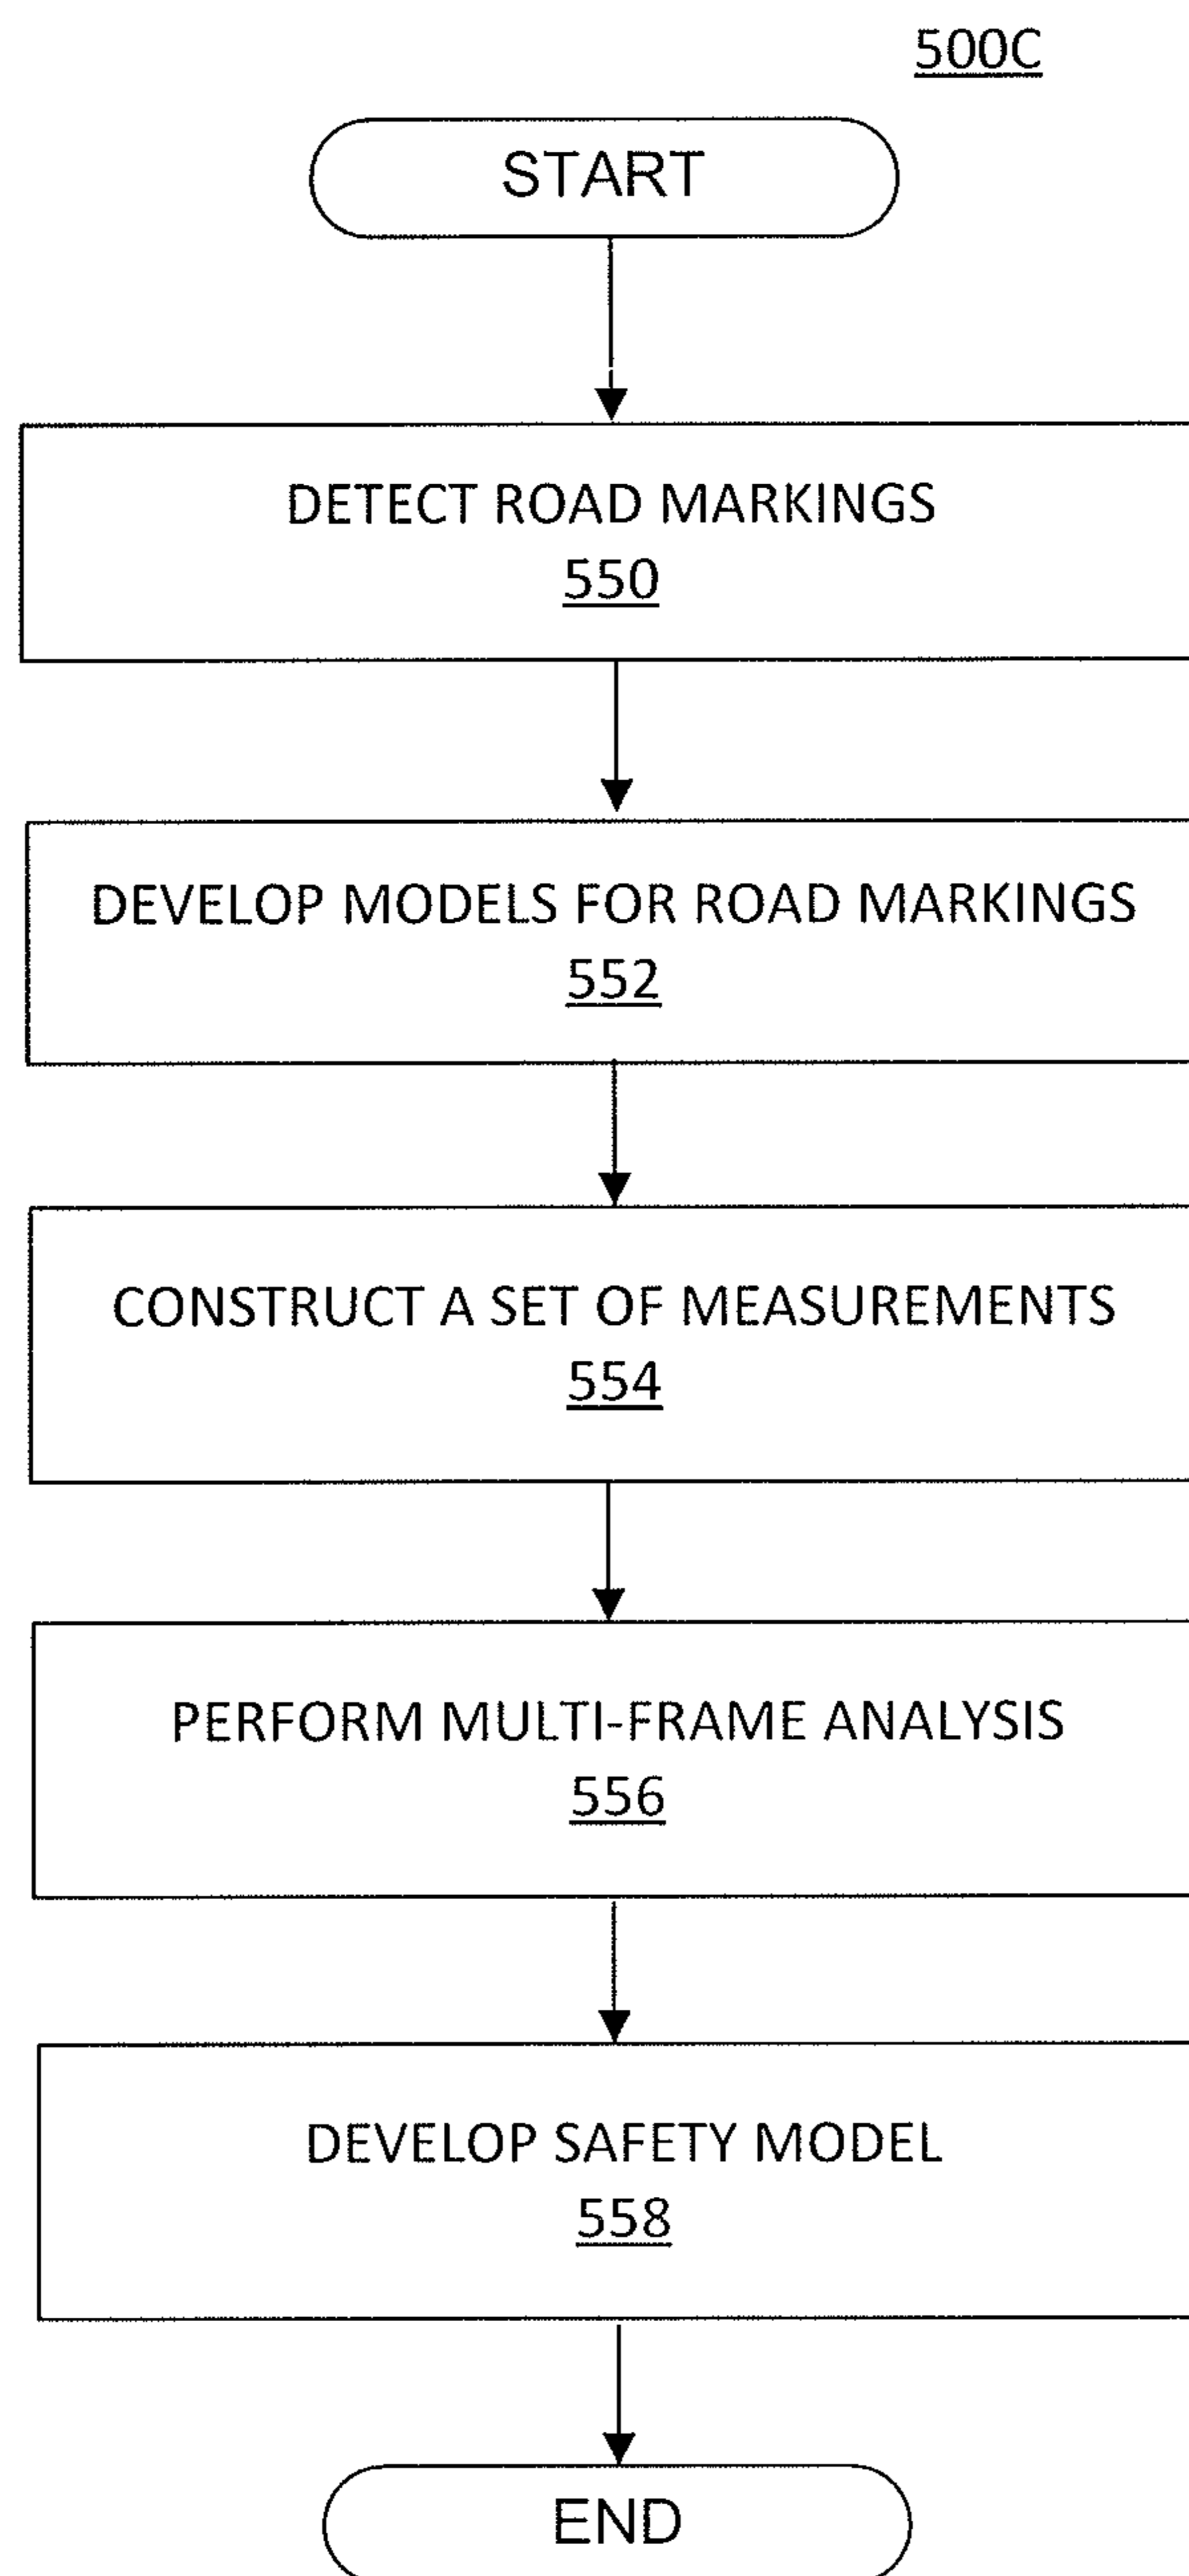 500C
START
DETECT ROAD MARKINGS
550
DEVELOP MODELS FOR ROAD MARKINGS
552
CONSTRUCT A SET OF MEASUREMENTS
554
PERFORM MULTI-FRAME ANALYSIS
556
DEVELOP SAFETY MODEL
558
END